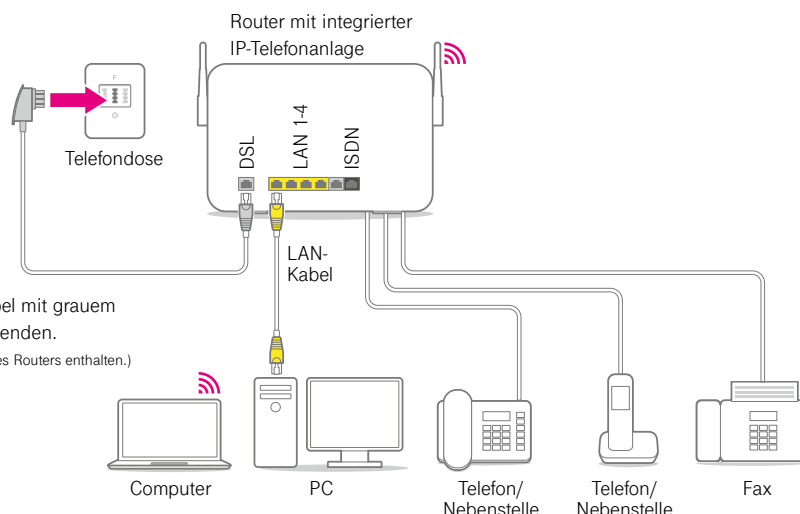 Router mit integrierter
IP-Telefonanlage
F
Telefondose
DSL
LAN 1-4
ISDN
LAN-
Kabel
bel mit grauem
enden.
es Routers enthalten.)
Computer
PC
Telefon/
Nebenstelle
Telefon/
Nebenstelle
Fax